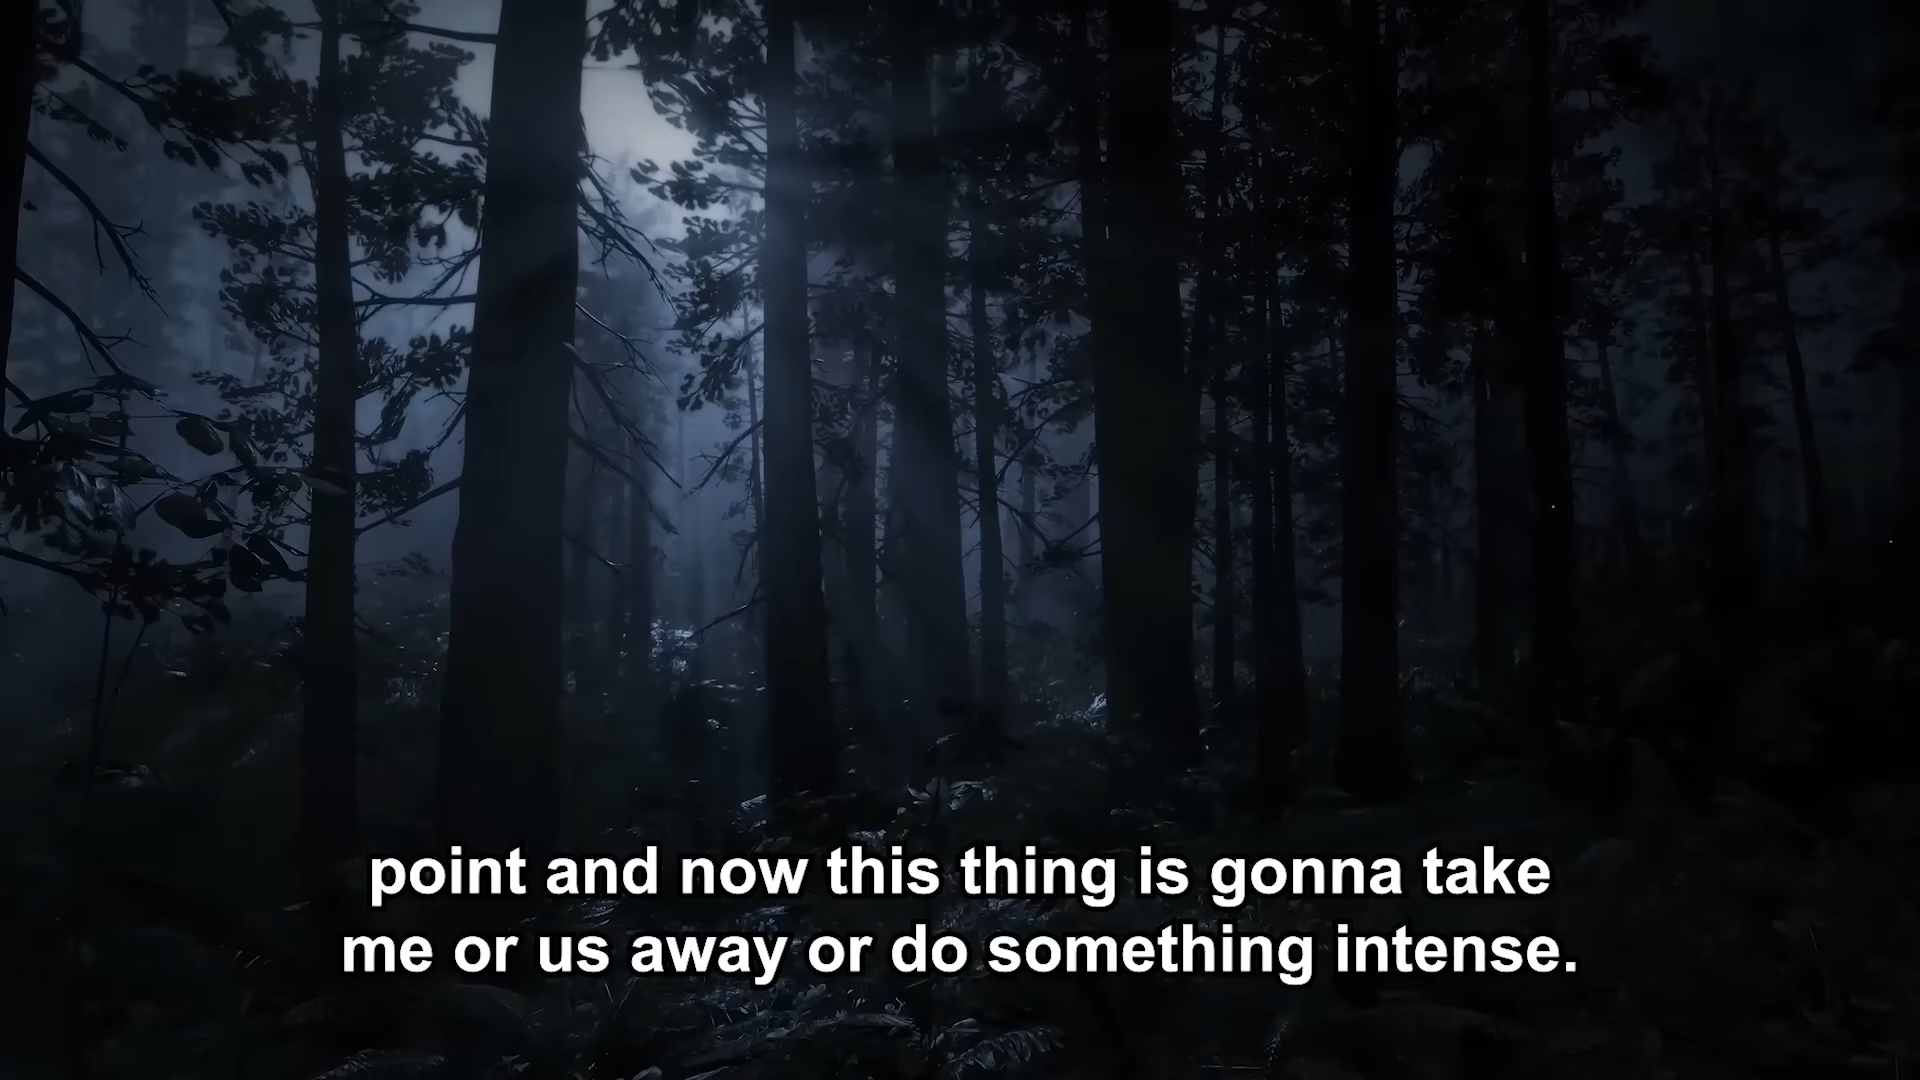 point and now this thing is gonna take
me or us away or do something intense.